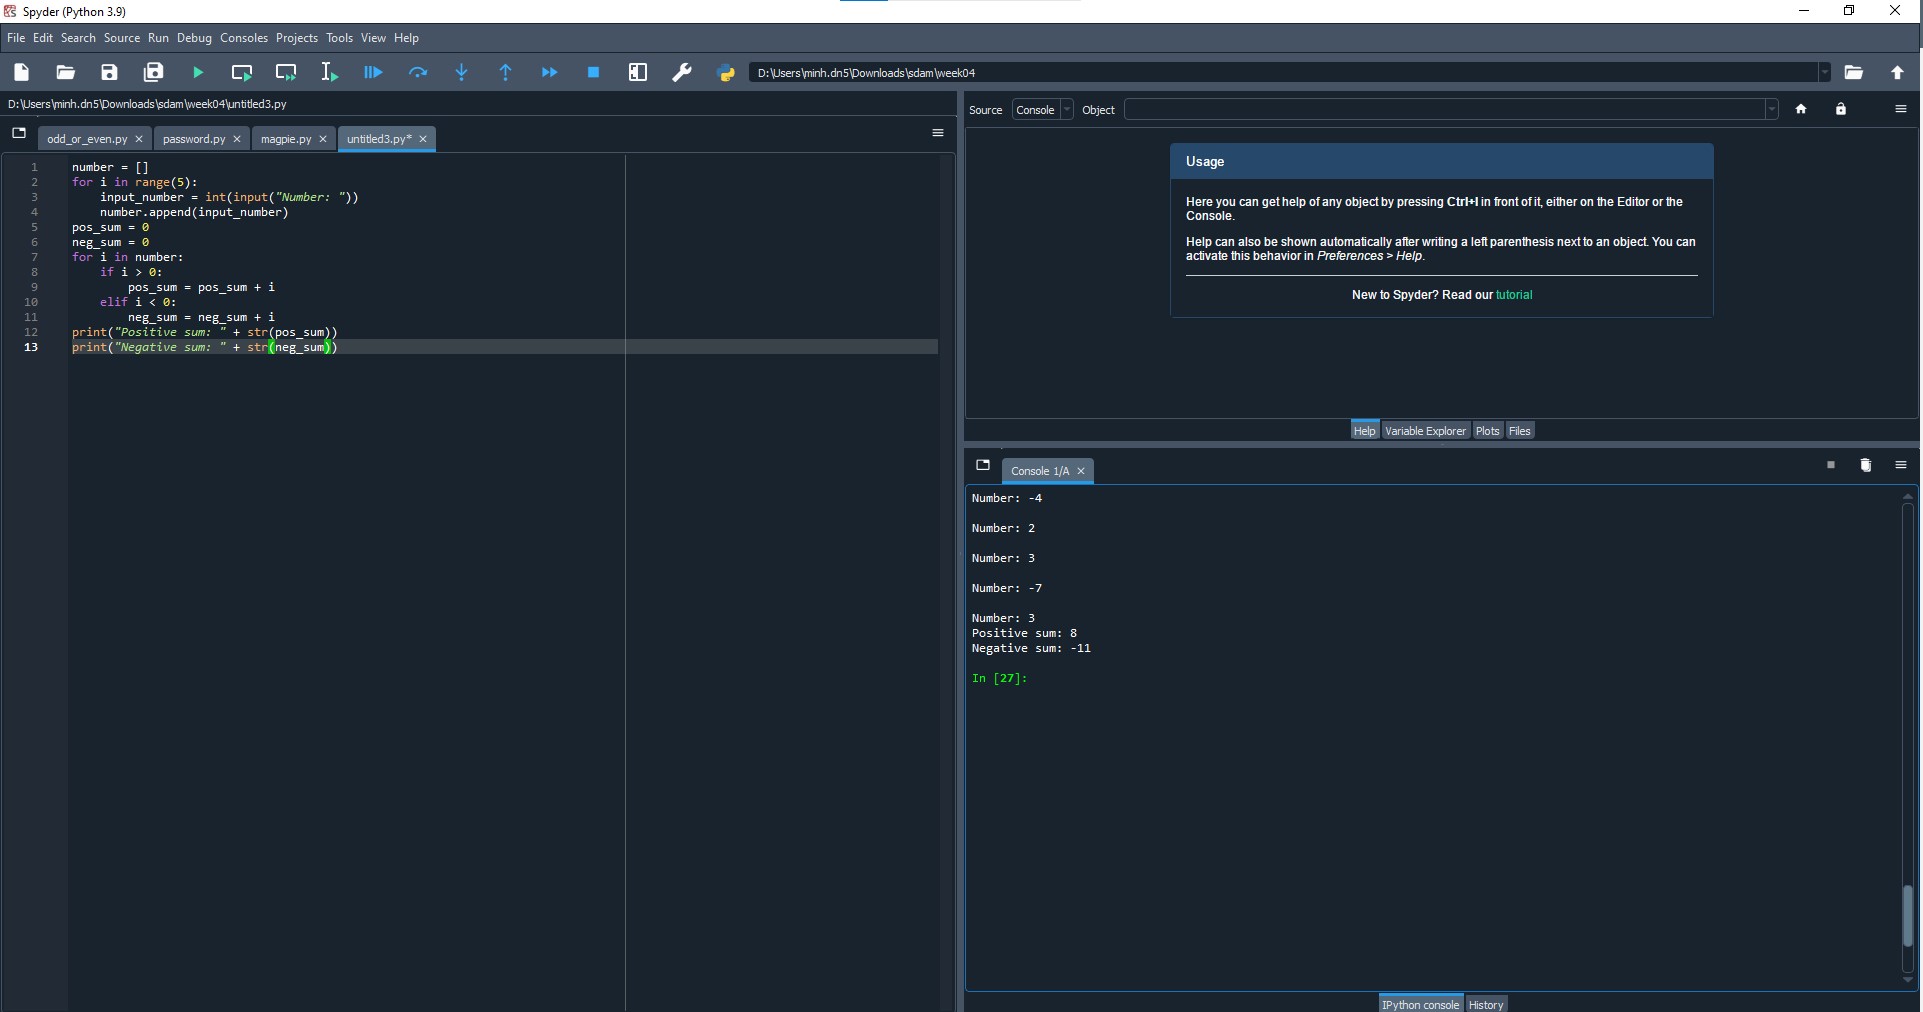 Spyder (Python 3.9)
File Edit Search Source Run Debug Consoles Projects Tools View Help
D:\Users\minh.dn5\Downloads\sdam\week04
D:\Users\minh.dn5\Downloads\sdam\week04\untitled3.py
odd_or_even.py password.py magpie.py untitled3.py*
1 number = []
2 for i in range(5):
3     input_number = int(input("Number: "))
4     number.append(input_number)
5 pos_sum = 0
6 neg_sum = 0
7 for i in number:
8     if i > 0:
9         pos_sum = pos_sum + i
10     elif i < 0:
11         neg_sum = neg_sum + i
12 print("Positive sum: " + str(pos_sum))
13 print("Negative sum: " + str(neg_sum))
Source Console Object
Usage
Here you can get help of any object by pressing Ctrl+I in front of it, either on the Editor or the
Console.
Help can also be shown automatically after writing a left parenthesis next to an object. You can
activate this behavior in Preferences > Help.
New to Spyder? Read our tutorial
Help Variable Explorer Plots Files
Console 1/A
Number: -4
Number: 2
Number: 3
Number: -7
Number: 3
Positive sum: 8
Negative sum: -11
In [27]:
IPython console History